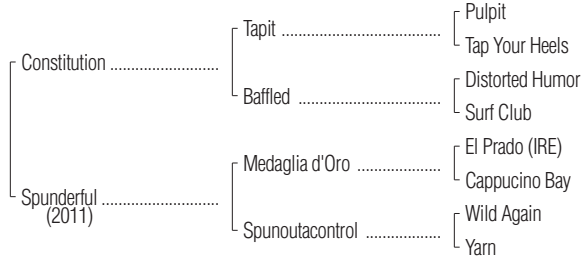 Pulpit
Tapit
Tap Your Heels
Constitution
Distorted Humor
Baffled
Surf Club
El Prado (IRE)
Medaglia d'Oro
Cappucino Bay
Spunderful
(2011)
Wild Again
Spunoutacontrol
Yarn